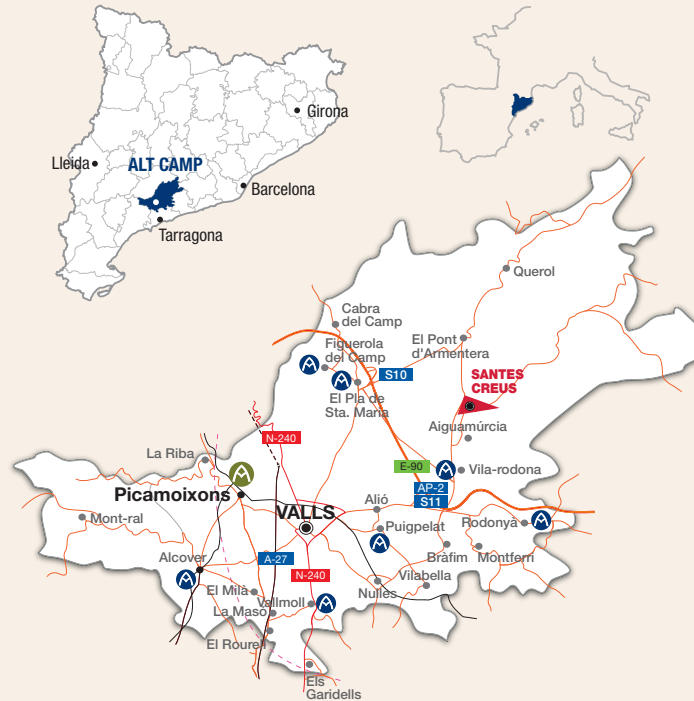 Girona
ALT CAMP
Lleida
Barcelona
Tarragona
Querol
Cabra
del Camp
El Pont
d'Armentera
Figuerola
del Camp
S10
SANTES
CREUS
El Pla de
Sta. Maria
Aiguamúrcia
N-240
La Riba
E-90
Vila-rodona
AP-2
S11
Picamoixons
Alió
VALLS
Mont-ral
Puigpelat
Rodonyà
Alcover
A-27
Bràfim
Montferri
N-240
Vilabella
Nulles
El Milà
Vallmoll
La Masó
El Rourell
Els
Garidells